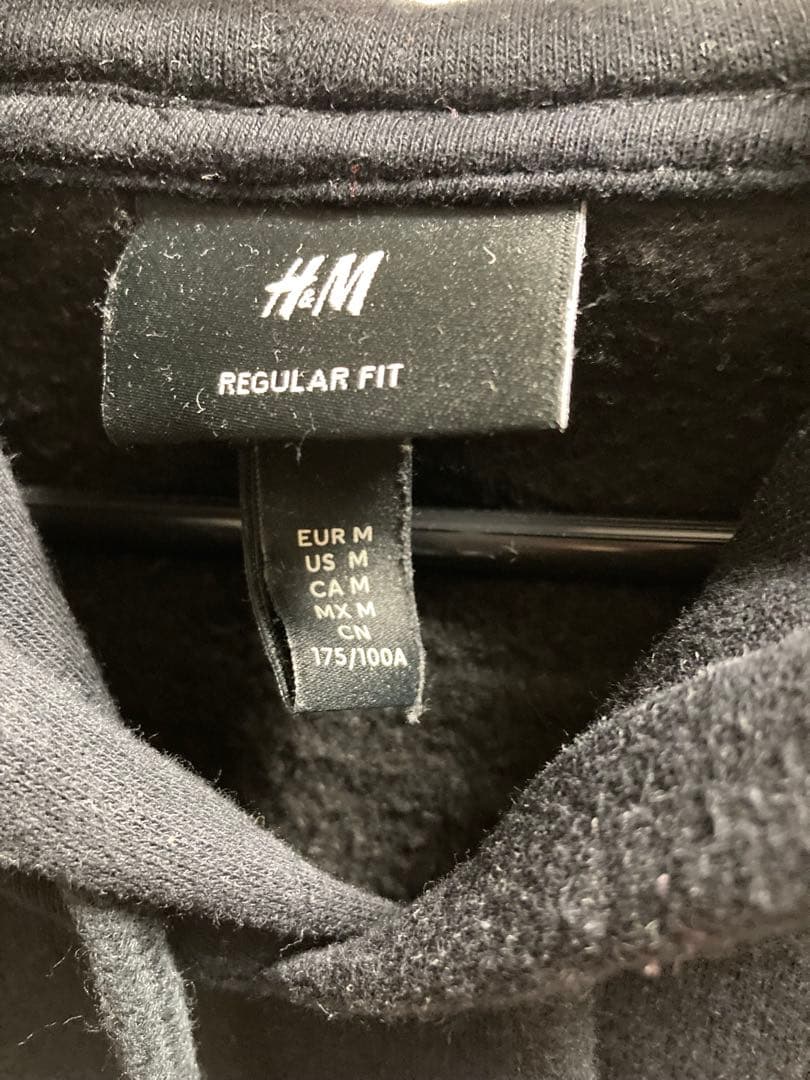 H&M
REGULAR FIT
EUR M
US M
CA M
MX M
CN
175/100A